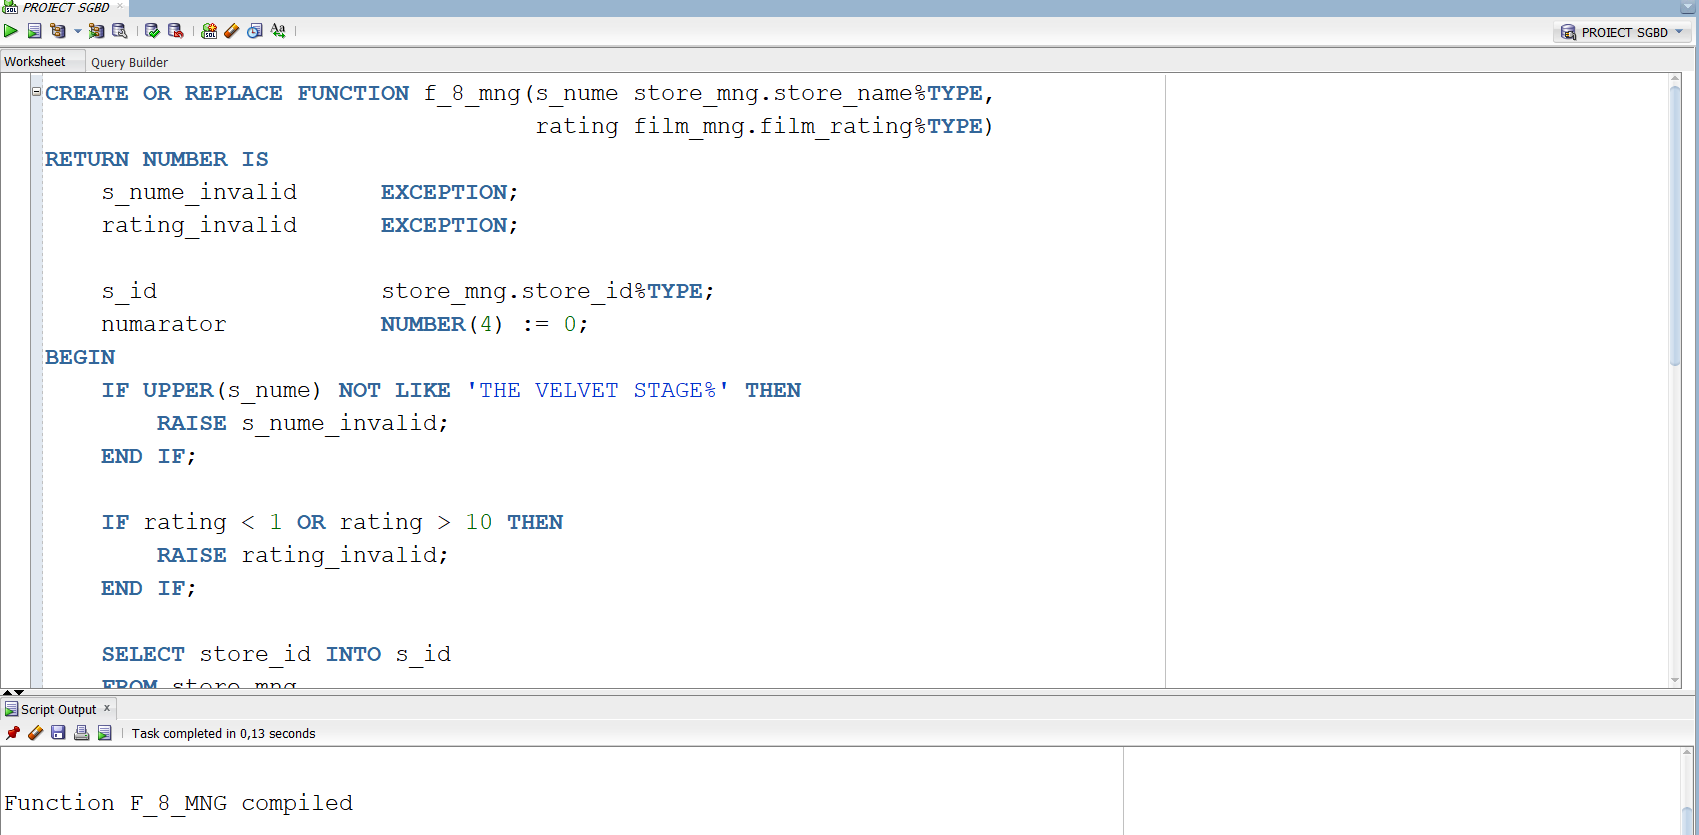 PROIECT SGBD
PROIECT SGBD
Worksheet
Query Builder
CREATE OR REPLACE FUNCTION f_8_mng(s_nume store_mng.store_name%TYPE,
rating film_mng.film_rating%TYPE)
RETURN NUMBER IS
s_nume_invalid EXCEPTION;
rating_invalid EXCEPTION;
s_id store_mng.store_id%TYPE;
numarator NUMBER(4) := 0;
BEGIN
IF UPPER(s_nume) NOT LIKE 'THE VELVET STAGE%' THEN
RAISE s_nume_invalid;
END IF;
IF rating < 1 OR rating > 10 THEN
RAISE rating_invalid;
END IF;
SELECT store_id INTO s_id
FROM store_mng
Script Output
Task completed in 0,13 seconds
Function F_8_MNG compiled